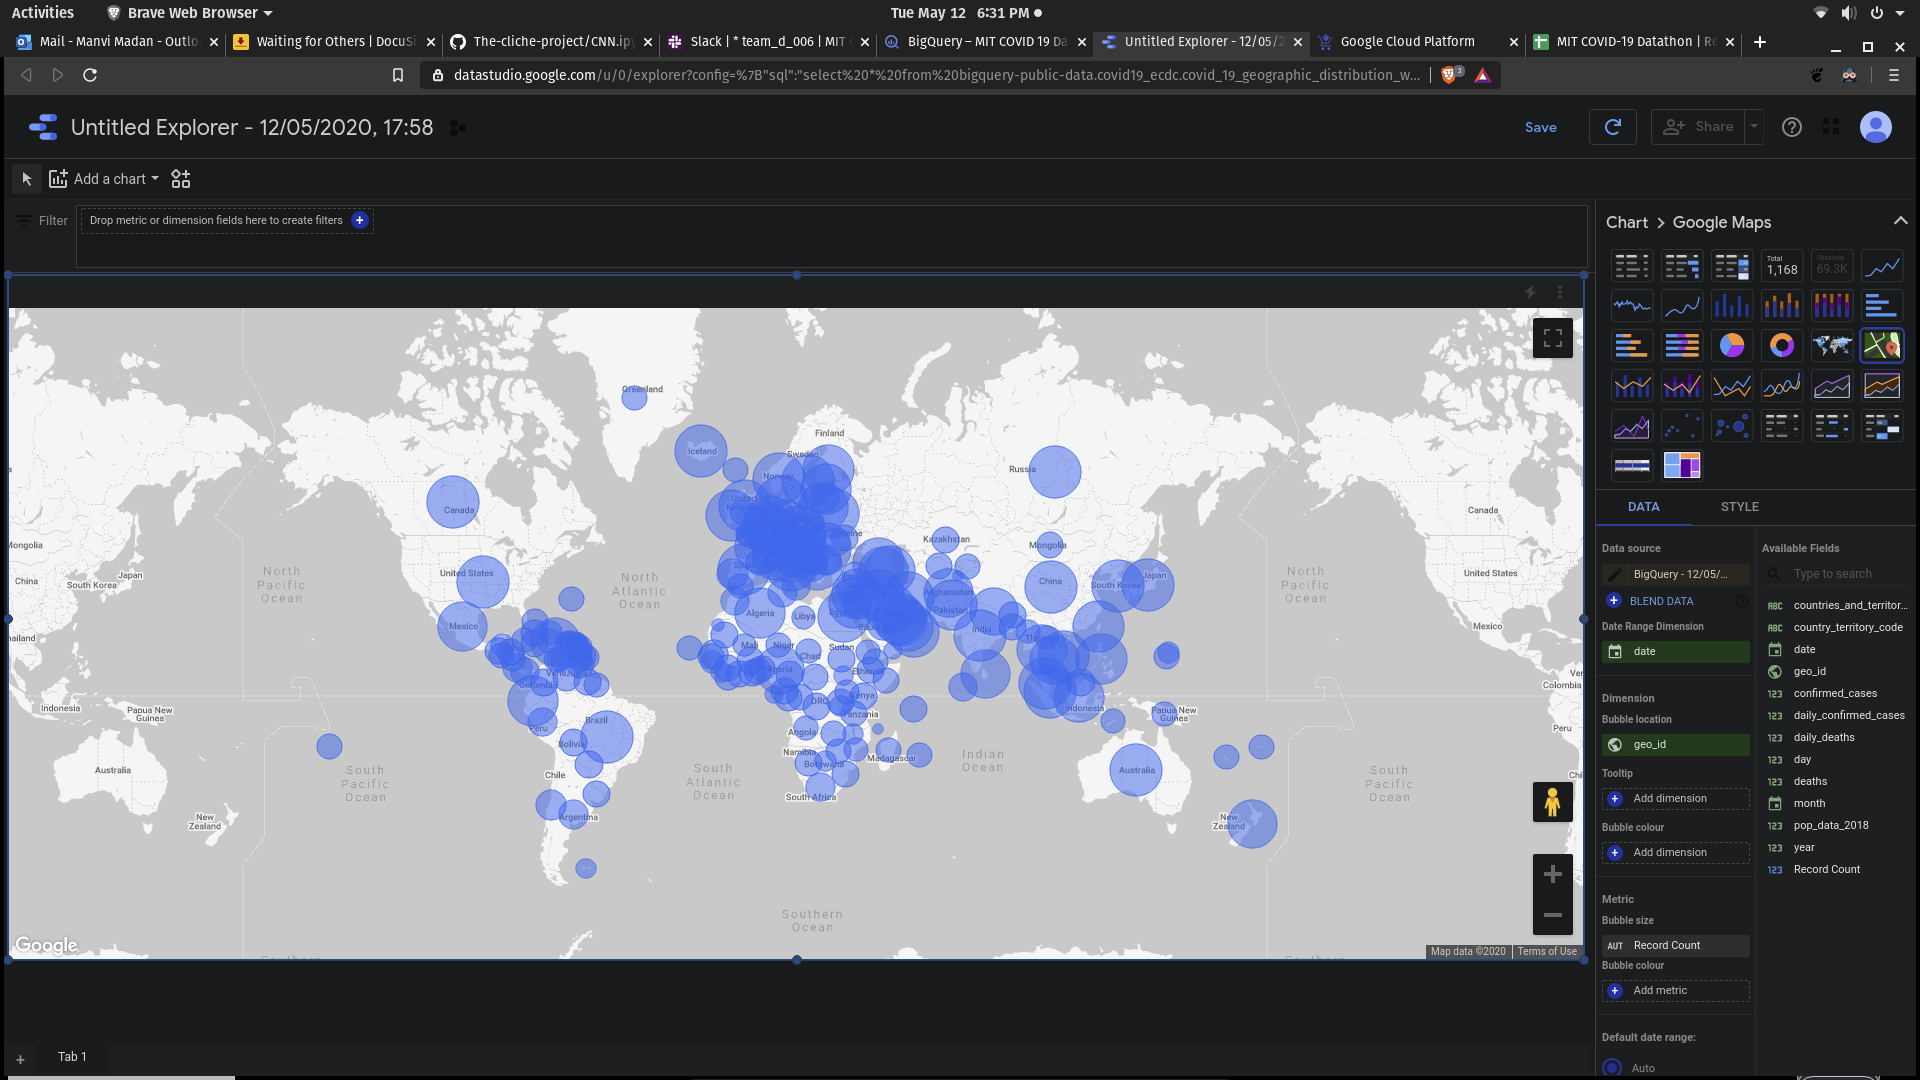 Activities
Brave Web Browser
Tue May 12 6:31 PM
Mail - Manvi Madan - Outlo
Waiting for Others | DocuSi
The-cliche-project/CNN.ipy
Slack | * team_d_006 | MIT
BigQuery – MIT COVID 19 Da
Untitled Explorer - 12/05/2
Google Cloud Platform
MIT COVID-19 Datathon | Re
datastudio.google.com/u/0/explorer?config=%7B"sql":"select%20*%20from%20bigquery-public-data.covid19_ecdc.covid_19_geographic_distribution_w...
3
Untitled Explorer - 12/05/2020, 17:58
Save
Share
Add a chart
Filter
Drop metric or dimension fields here to create filters
Chart > Google Maps
Total
1,168
Sessions
69.3K
Greenland
Iceland
Finland
Sweden
Norway
Russia
Canada
United States
Mexico
Kazakhstan
Mongolia
China
South Korea
Japan
North
Pacific
Ocean
North
Atlantic
Ocean
Algeria
Libya
Afghanistan
Pakistan
India
Mali
Niger
Chad
Sudan
Ethiopia
Kenya
DRC
Tanzania
Angola
Namibia
Botswana
Madagascar
South Africa
Venezuela
Colombia
Peru
Brazil
Bolivia
Chile
Argentina
Indonesia
Papua New
Guinea
Australia
New
Zealand
South
Pacific
Ocean
South
Atlantic
Ocean
Indian
Ocean
Southern
Ocean
Mongolia
China
South Korea
Japan
hailand
Indonesia
Papua New
Guinea
Australia
New
Zealand
North
Pacific
Ocean
South
Pacific
Ocean
Canada
United States
Mexico
Ver
Colombia
Peru
Chi
Google
Map data ©2020
Terms of Use
DATA
STYLE
Data source
BigQuery - 12/05/...
BLEND DATA
Date Range Dimension
date
Dimension
Bubble location
geo_id
Tooltip
Add dimension
Bubble colour
Add dimension
Metric
Bubble size
AUT Record Count
Bubble colour
Add metric
Default date range:
Auto
Available Fields
Type to search
ABC countries_and_territor...
ABC country_territory_code
date
geo_id
123 confirmed_cases
123 daily_confirmed_cases
123 daily_deaths
123 day
123 deaths
month
123 pop_data_2018
123 year
123 Record Count
Tab 1